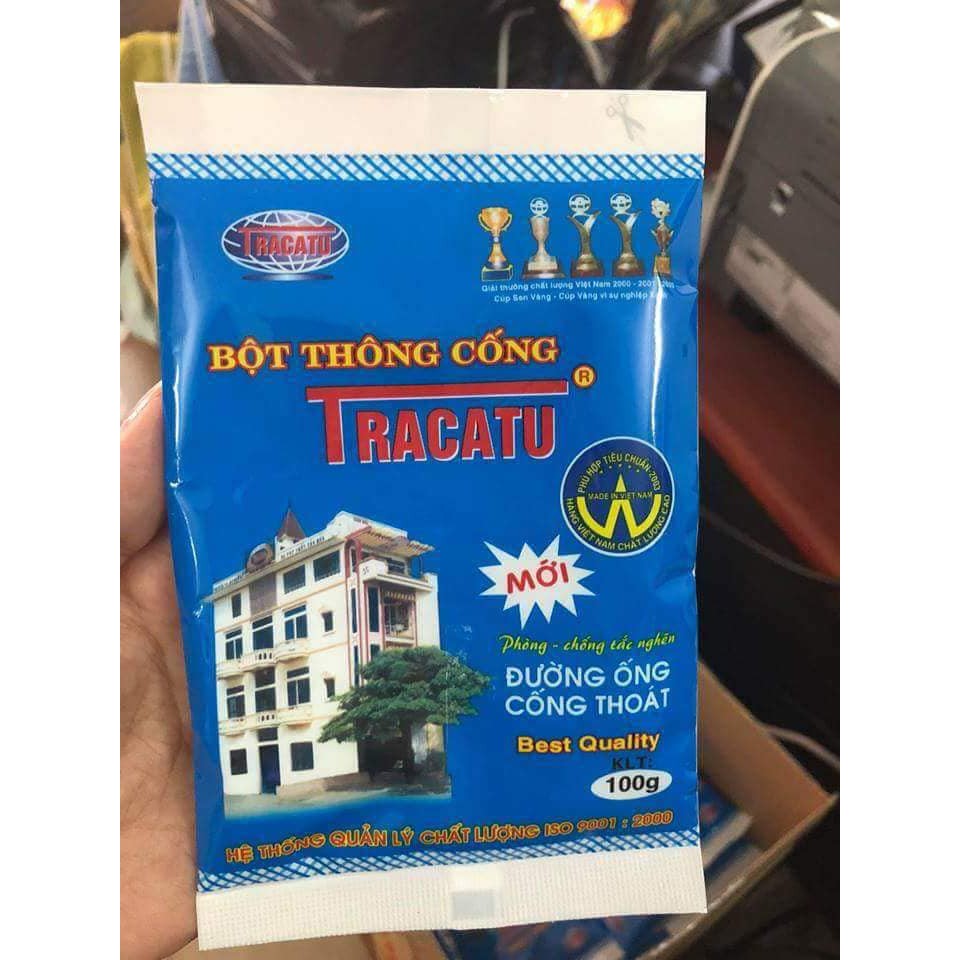 TRACATU
Giải thưởng chất lượng Việt Nam 2000 - 2001
Cúp Sen Vàng - Cúp Vàng vì sự nghiệp
BỘT THÔNG CỐNG
TRACATU ®
PHÙ HỢP TIÊU CHUẨN 2003
MADE IN VIET NAM
HÀNG VIỆT NAM CHẤT LƯỢNG CAO
MỚI
Phòng - chống tắc nghẽn
ĐƯỜNG ỐNG
CỐNG THOÁT
Best Quality
KLT:
100g
HỆ THỐNG QUẢN LÝ CHẤT LƯỢNG ISO 9001 : 2000